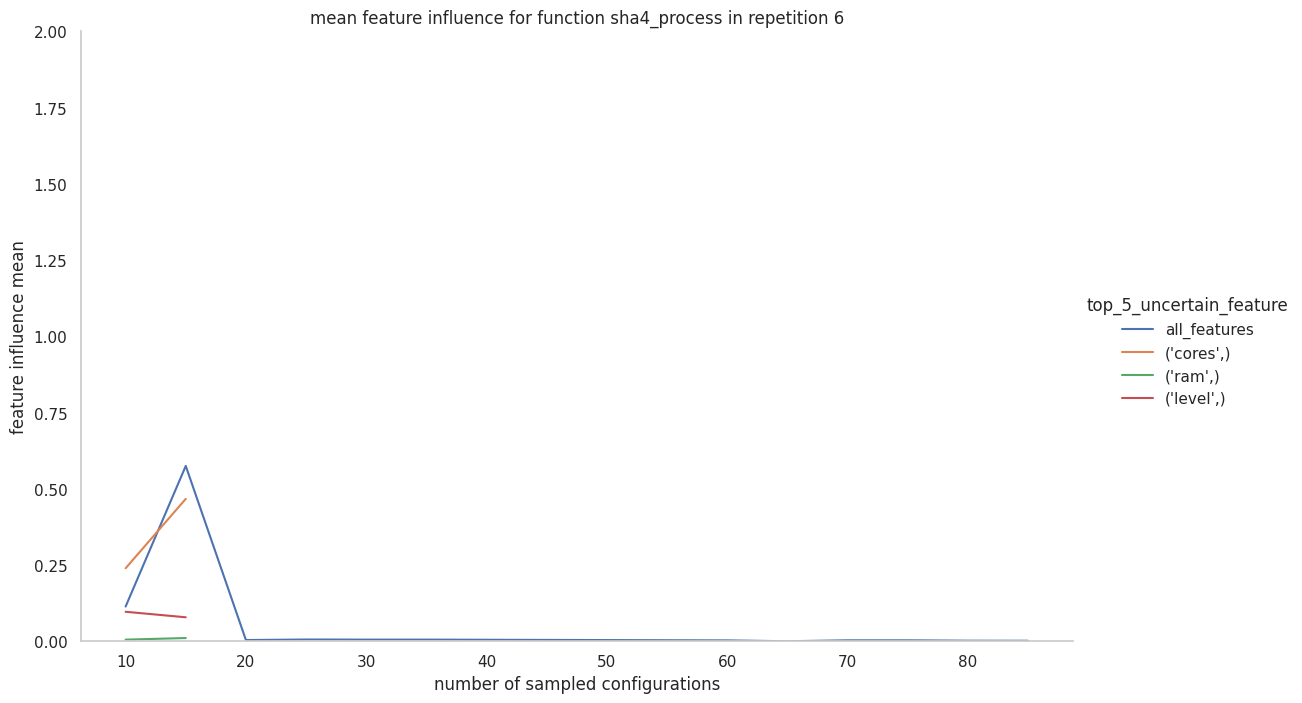 mean feature influence for function sha4_process in repetition 6
2.00
1.75
1.50
1.25
1.00
0.75
0.50
0.25
0.00
feature influence mean
10 20 30 40 50 60 70 80
number of sampled configurations
top_5_uncertain_feature
all_features
('cores',)
('ram',)
('level',)